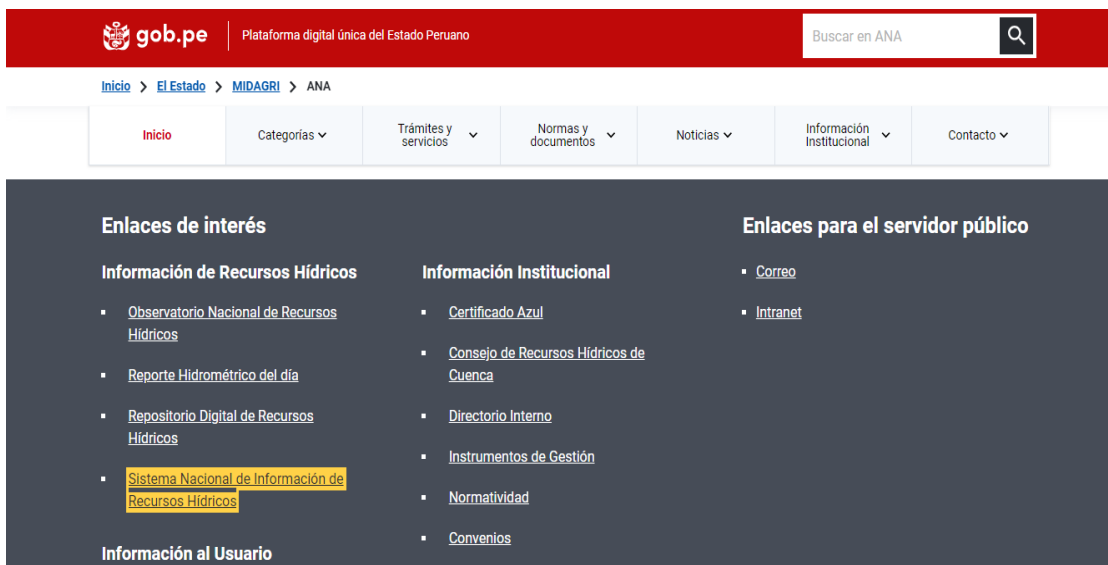 gob.pe
Plataforma digital única del Estado Peruano
Buscar en ANA
Inicio > El Estado > MIDAGRI > ANA
Inicio
Categorías
Trámites y
servicios
Normas y
documentos
Noticias
Información
Institucional
Contacto
Enlaces de interés
Información de Recursos Hídricos
Observatorio Nacional de Recursos
Hídricos
Reporte Hidrométrico del día
Repositorio Digital de Recursos
Hídricos
Sistema Nacional de Información de
Recursos Hídricos
Información al Usuario
Información Institucional
Certificado Azul
Consejo de Recursos Hídricos de
Cuenca
Directorio Interno
Instrumentos de Gestión
Normatividad
Convenios
Enlaces para el servidor público
Correo
Intranet